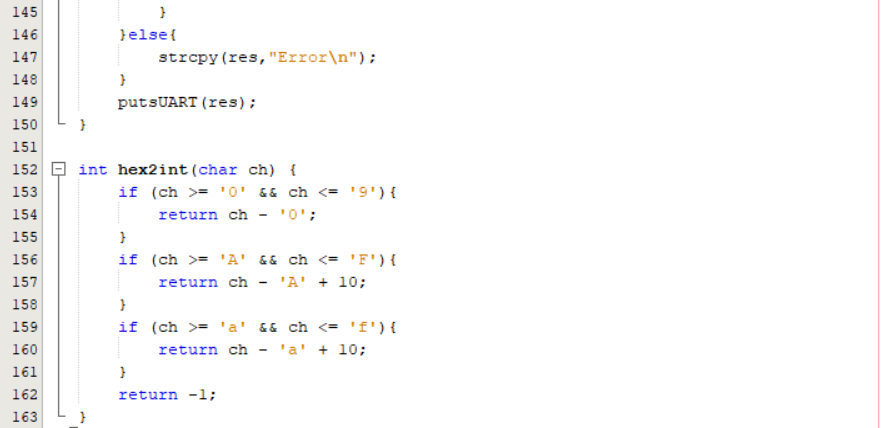 145             }
146         }else{
147             strcpy(res,"Error\n");
148         }
149         putsUART(res);
150     }
151
152     int hex2int(char ch) {
153         if (ch >= '0' && ch <= '9'){
154             return ch - '0';
155         }
156         if (ch >= 'A' && ch <= 'F'){
157             return ch - 'A' + 10;
158         }
159         if (ch >= 'a' && ch <= 'f'){
160             return ch - 'a' + 10;
161         }
162         return -1;
163     }